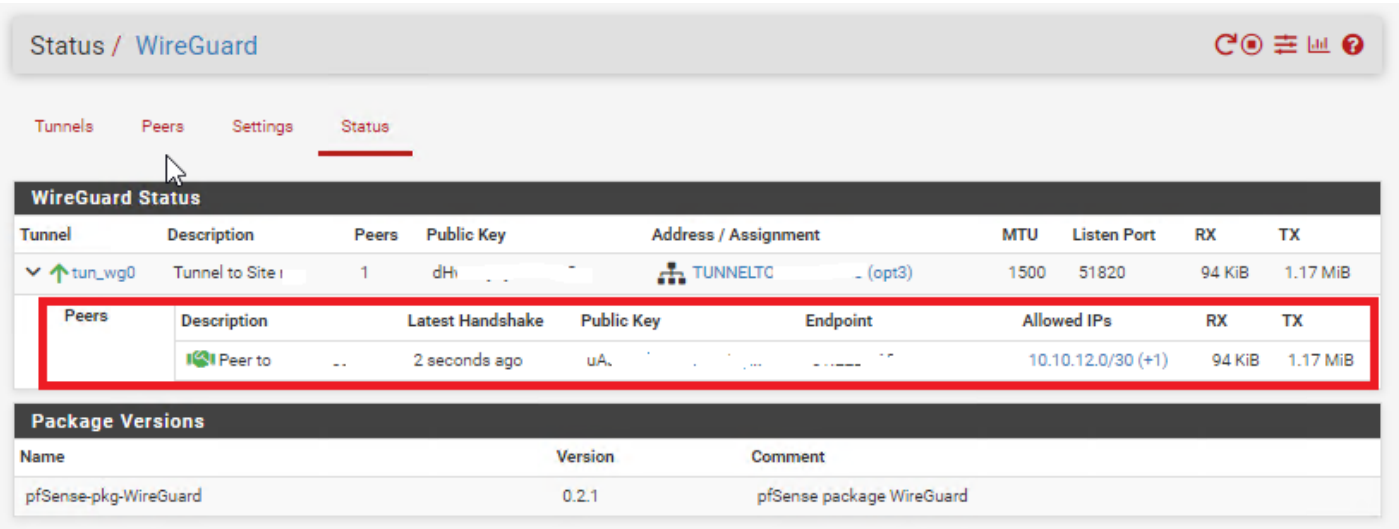 Status / WireGuard
Tunnels Peers Settings Status
WireGuard Status
Tunnel Description Peers Public Key Address / Assignment MTU Listen Port RX TX
tun_wg0 Tunnel to Site 1 TUNNELTO (opt3) 1500 51820 94 KiB 1.17 MiB
Peers Description Latest Handshake Public Key Endpoint Allowed IPs RX TX
Peer to 2 seconds ago 10.10.12.0/30 (+1) 94 KiB 1.17 MiB
Package Versions
Name Version Comment
pfSense-pkg-WireGuard 0.2.1 pfSense package WireGuard